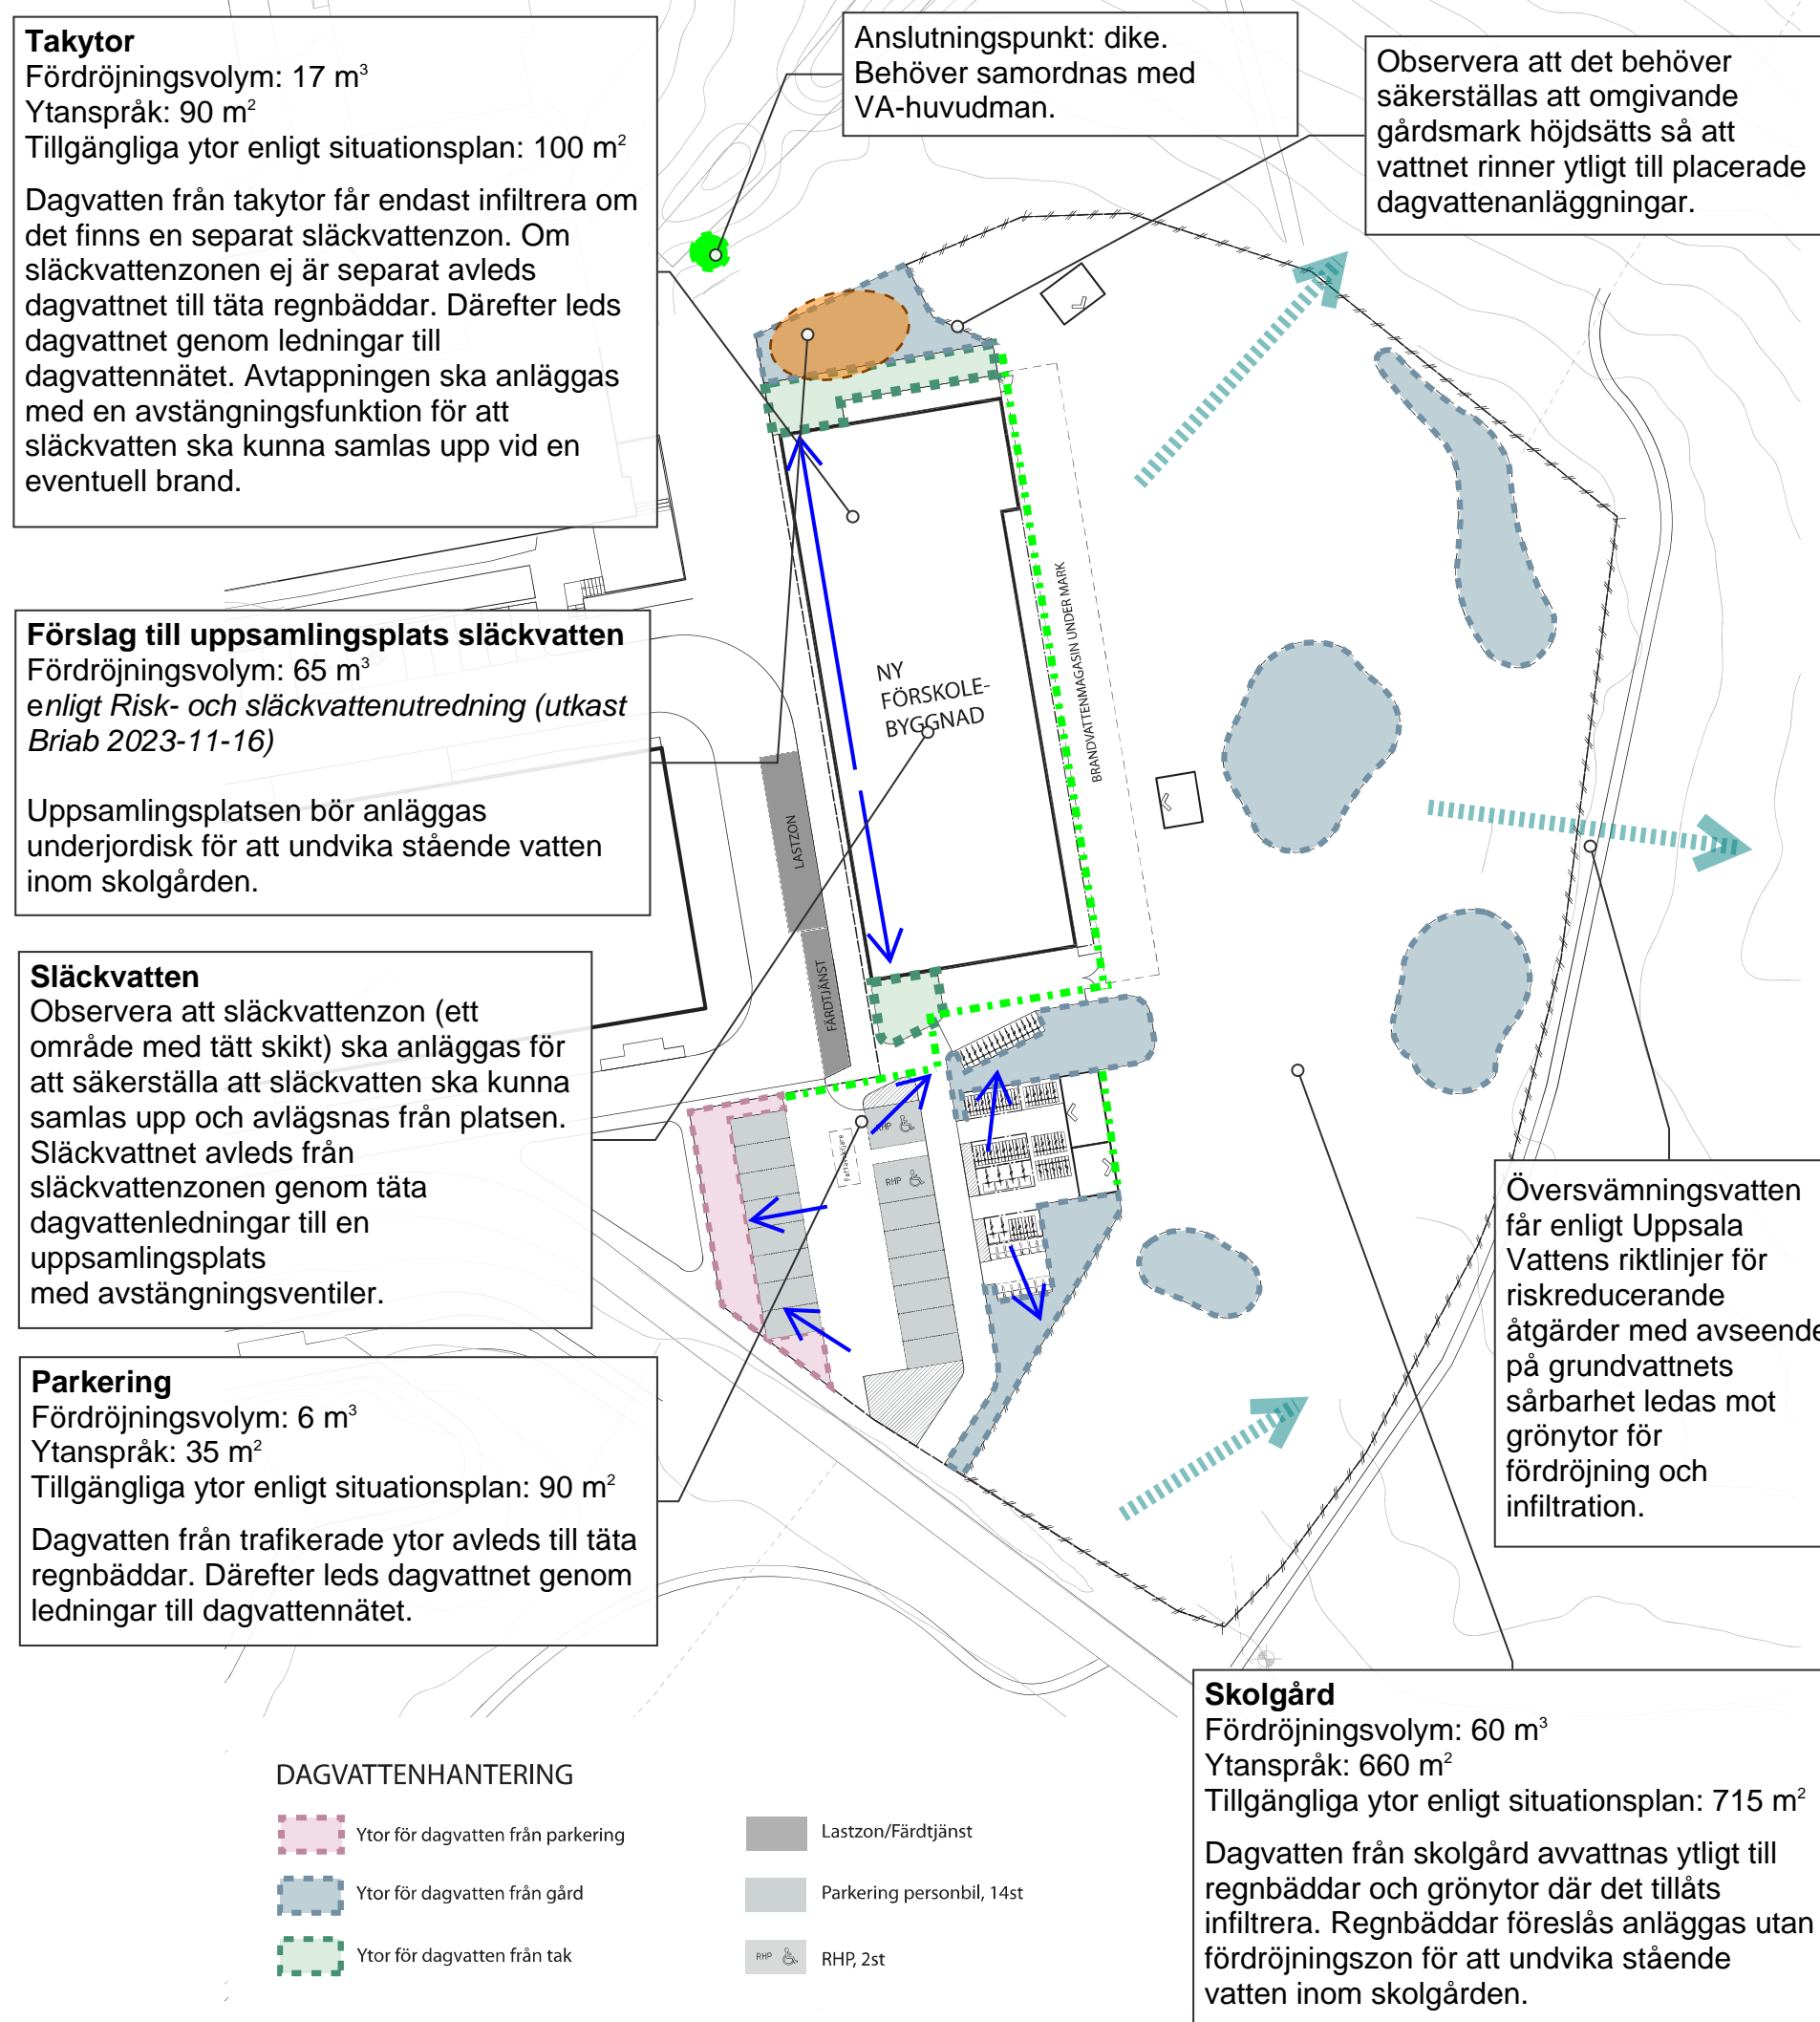 Takytor
Fördröjningsvolym: 17 m³
Ytanspråk: 90 m²
Tillgängliga ytor enligt situationsplan: 100 m²
Dagvatten från takytor får endast infiltrera om
det finns en separat släckvattenzon. Om
släckvattenzonen ej är separat avleds
dagvattnet till täta regnbäddar. Därefter leds
dagvattnet genom ledningar till
dagvattennätet. Avtappningen ska anläggas
med en avstängningsfunktion för att
släckvatten ska kunna samlas upp vid en
eventuell brand.
Anslutningspunkt: dike.
Behöver samordnas med
VA-huvudman.
Observera att det behöver
säkerställas att omgivande
gårdsmark höjdsätts så att
vattnet rinner ytligt till placerade
dagvattenanläggningar.
Förslag till uppsamlingsplats släckvatten
Fördröjningsvolym: 65 m³
enligt Risk- och släckvattenutredning (utkast
Briab 2023-11-16)
Uppsamlingsplatsen bör anläggas
underjordisk för att undvika stående vatten
inom skolgården.
NY
FÖRSKOLE-
BYGGNAD
BRANDVATTENMAGASIN UNDER MARK
LASTZON
FÄRDTJÄNST
Släckvatten
Observera att släckvattenzon (ett
område med tätt skikt) ska anläggas för
att säkerställa att släckvatten ska kunna
samlas upp och avlägsnas från platsen.
Släckvattnet avleds från
släckvattenzonen genom täta
dagvattenledningar till en
uppsamlingsplats
med avstängningsventiler.
RHP
RHP
Parkering
Fördröjningsvolym: 6 m³
Ytanspråk: 35 m²
Tillgängliga ytor enligt situationsplan: 90 m²
Dagvatten från trafikerade ytor avleds till täta
regnbäddar. Därefter leds dagvattnet genom
ledningar till dagvattennätet.
Översvämningsvatten
får enligt Uppsala
Vattens riktlinjer för
riskreducerande
åtgärder med avseende
på grundvattnets
sårbarhet ledas mot
grönytor för
fördröjning och
infiltration.
Skolgård
Fördröjningsvolym: 60 m³
Ytanspråk: 660 m²
Tillgängliga ytor enligt situationsplan: 715 m²
Dagvatten från skolgård avvattnas ytligt till
regnbäddar och grönytor där det tillåts
infiltrera. Regnbäddar föreslås anläggas utan
fördröjningszon för att undvika stående
vatten inom skolgården.
DAGVATTENHANTERING
Ytor för dagvatten från parkering
Ytor för dagvatten från gård
Ytor för dagvatten från tak
Lastzon/Färdtjänst
Parkering personbil, 14st
RHP
RHP, 2st